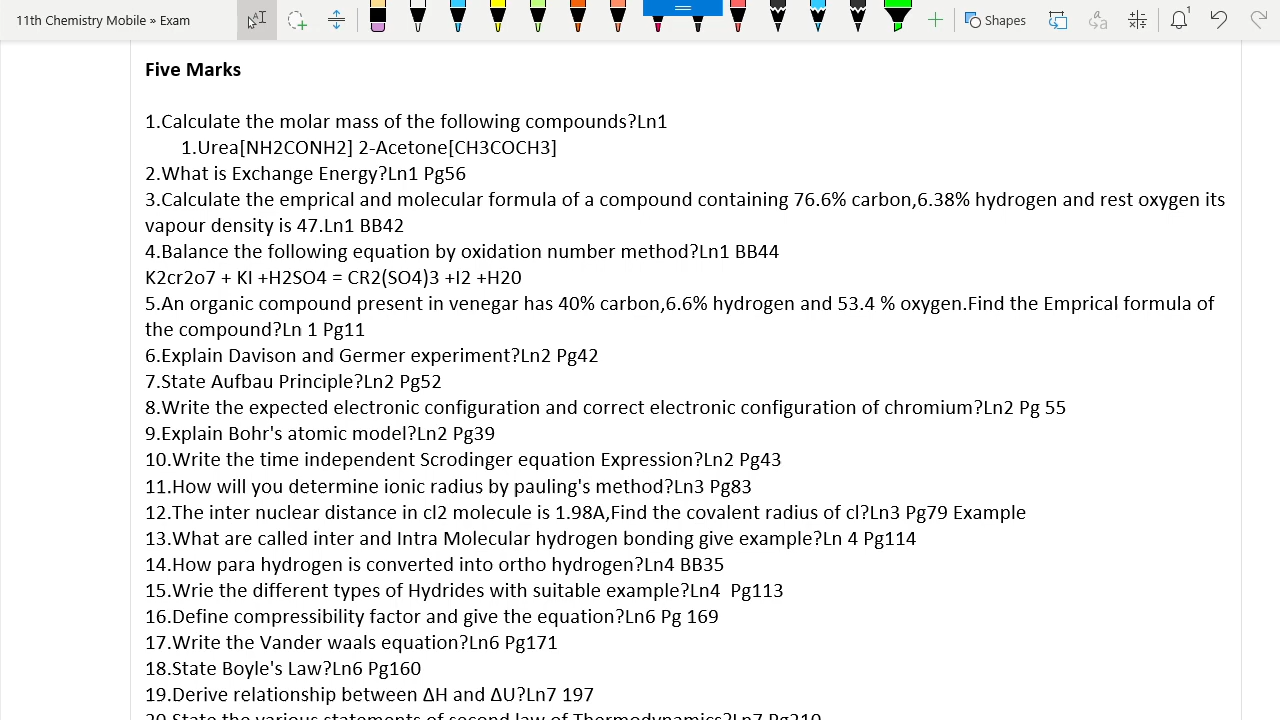 11th Chemistry Mobile » Exam
Shapes
1
Five Marks
1.Calculate the molar mass of the following compounds?Ln1
1.Urea[NH2CONH2] 2-Acetone[CH3COCH3]
2.What is Exchange Energy?Ln1 Pg56
3.Calculate the emprical and molecular formula of a compound containing 76.6% carbon,6.38% hydrogen and rest oxygen its
vapour density is 47.Ln1 BB42
4.Balance the following equation by oxidation number method?Ln1 BB44
K2cr2o7 + KI +H2SO4 = CR2(SO4)3 +I2 +H20
5.An organic compound present in venegar has 40% carbon,6.6% hydrogen and 53.4 % oxygen.Find the Emprical formula of
the compound?Ln 1 Pg11
6.Explain Davison and Germer experiment?Ln2 Pg42
7.State Aufbau Principle?Ln2 Pg52
8.Write the expected electronic configuration and correct electronic configuration of chromium?Ln2 Pg 55
9.Explain Bohr's atomic model?Ln2 Pg39
10.Write the time independent Scrodinger equation Expression?Ln2 Pg43
11.How will you determine ionic radius by pauling's method?Ln3 Pg83
12.The inter nuclear distance in cl2 molecule is 1.98A,Find the covalent radius of cl?Ln3 Pg79 Example
13.What are called inter and Intra Molecular hydrogen bonding give example?Ln 4 Pg114
14.How para hydrogen is converted into ortho hydrogen?Ln4 BB35
15.Wrie the different types of Hydrides with suitable example?Ln4  Pg113
16.Define compressibility factor and give the equation?Ln6 Pg 169
17.Write the Vander waals equation?Ln6 Pg171
18.State Boyle's Law?Ln6 Pg160
19.Derive relationship between ΔH and ΔU?Ln7 197
20.State the various statements of second law of Thermodynamics?Ln7 Pg210